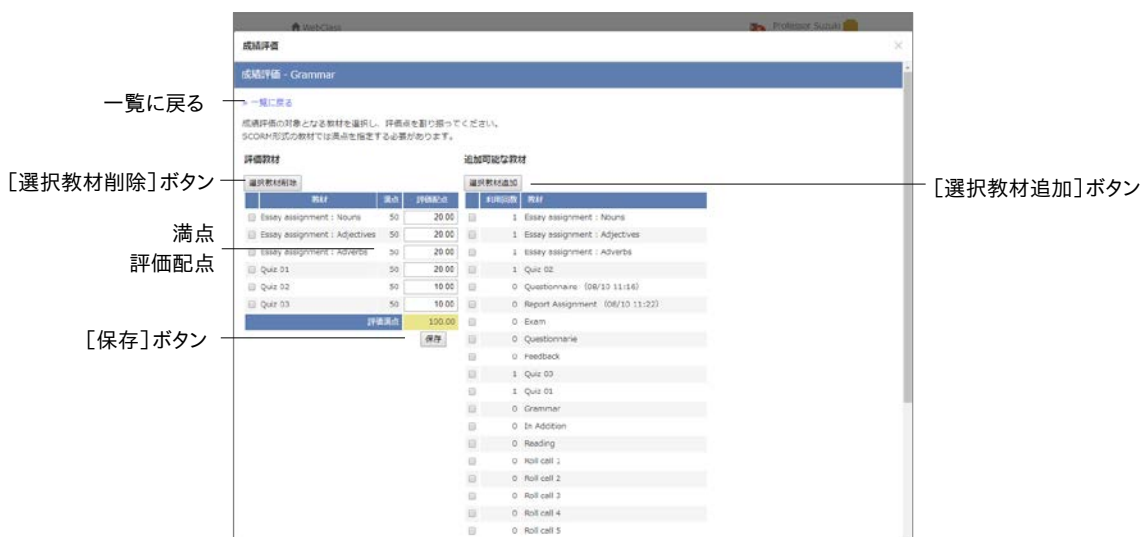 WebClass
Professor Suzuki
成績評価
×
成績評価 - Grammar
一覧に戻る
» 一覧に戻る
成績評価の対象となる教材を選択し、評価点を割り振ってください。
SCORM形式の教材では満点を指定する必要があります。
評価教材
追加可能な教材
[選択教材削除]ボタン
選択教材削除
選択教材追加
[選択教材追加]ボタン
教材 満点 評価配点
利用回数 教材
満点
評価配点
Essay assignment : Nouns 50 20.00
Essay assignment : Adjectives 50 20.00
Essay assignment : Adverbs 50 20.00
Quiz 01 50 20.00
Quiz 02 50 10.00
Quiz 03 50 10.00
評価満点 100.00
[保存]ボタン
保存
1 Essay assignment : Nouns
1 Essay assignment : Adjectives
1 Essay assignment : Adverbs
1 Quiz 02
0 Questionnaire (08/10 11:16)
0 Report Assignment (08/10 11:22)
0 Exam
0 Questionnarie
0 Feedback
1 Quiz 03
1 Quiz 01
0 Grammar
0 In Addition
0 Reading
0 Roll call 1
0 Roll call 2
0 Roll call 3
0 Roll call 4
0 Roll call 5